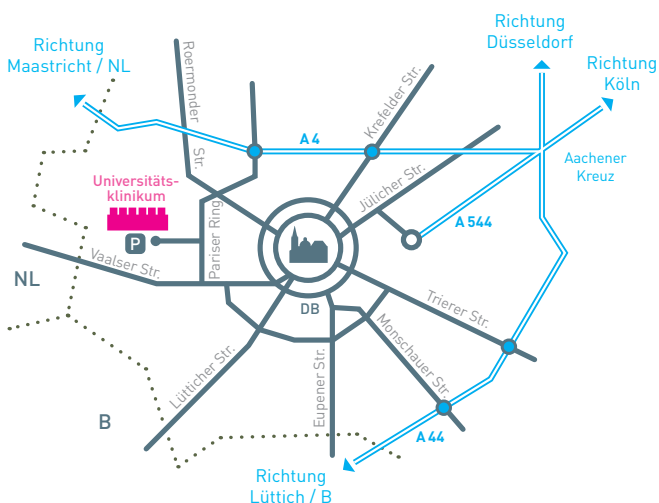 Richtung
Maastricht / NL
Roermonder
Str.
Krefelder Str.
Richtung
Düsseldorf
Richtung
Köln
A 4
Aachener
Kreuz
Jülicher Str.
Universitäts-
klinikum
P
Pariser Ring
A 544
Vaalser Str.
NL
DB
Trierer Str.
Monschauer Str.
Lütticher Str.
Eupener Str.
B
A 44
Richtung
Lüttich / B